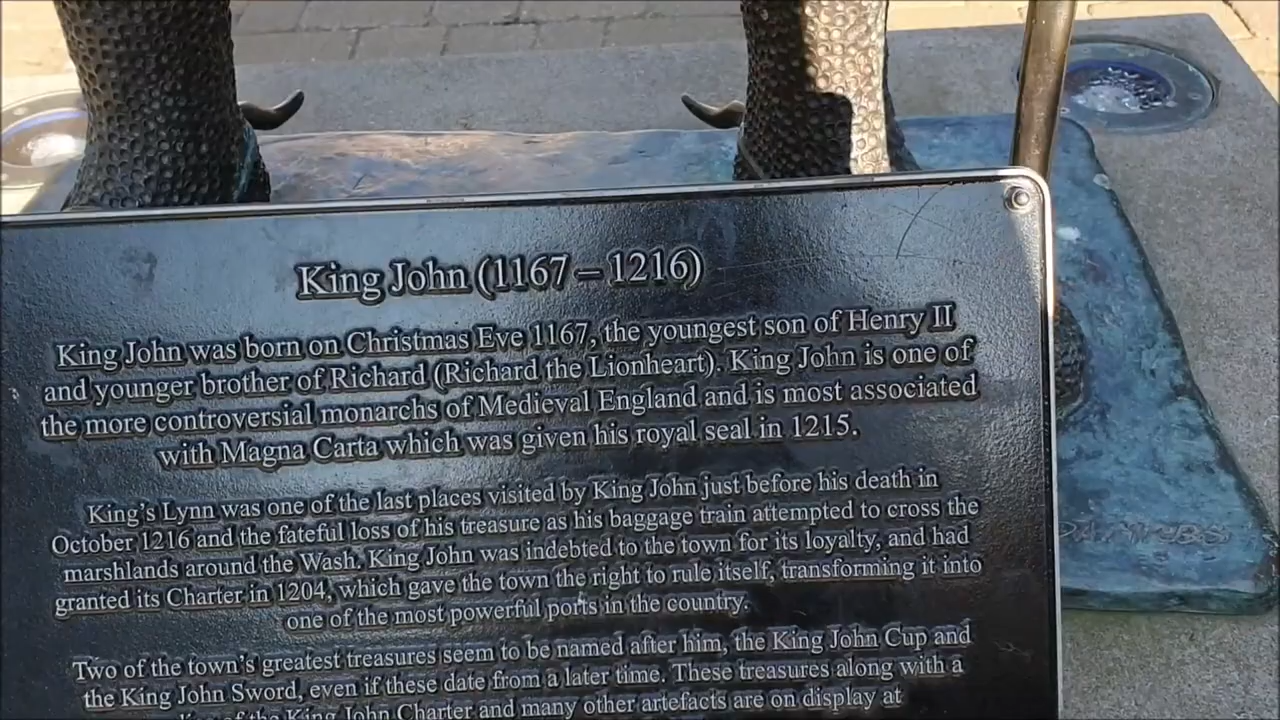 King John (1167 – 1216)
King John was born on Christmas Eve 1167, the youngest son of Henry II
and younger brother of Richard (Richard the Lionheart). King John is one of
the more controversial monarchs of Medieval England and is most associated
with Magna Carta which was given his royal seal in 1215.
King's Lynn was one of the last places visited by King John just before his death in
October 1216 and the fateful loss of his treasure as his baggage train attempted to cross the
marshlands around the Wash. King John was indebted to the town for its loyalty, and had
granted its Charter in 1204, which gave the town the right to rule itself, transforming it into
one of the most powerful ports in the country.
Two of the town's greatest treasures seem to be named after him, the King John Cup and
the King John Sword, even if these date from a later time. These treasures along with a
of the King John Charter and many other artefacts are on display at